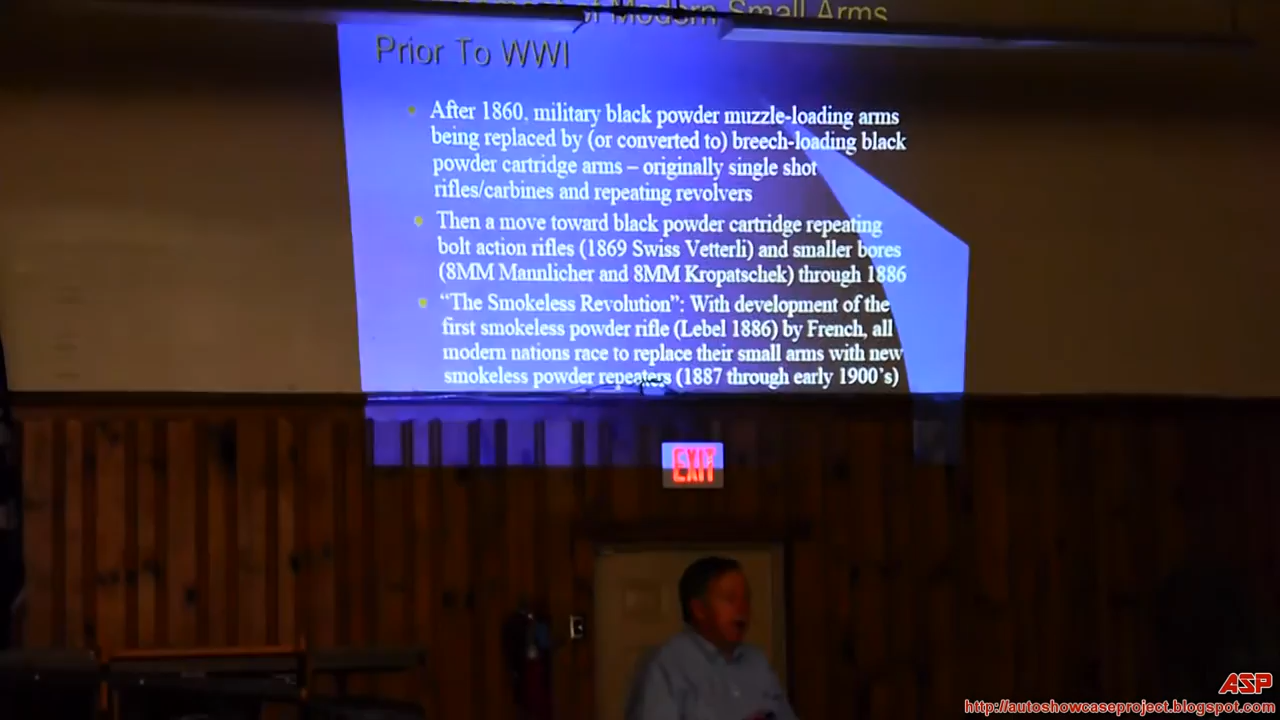 of Modern Small Arms
Prior To WWI
After 1860, military black powder muzzle-loading arms
being replaced by (or converted to) breech-loading black
powder cartridge arms – originally single shot
rifles/carbines and repeating revolvers
Then a move toward black powder cartridge repeating
bolt action rifles (1869 Swiss Vetterli) and smaller bores
(8MM Mannlicher and 8MM Kropatschek) through 1886
“The Smokeless Revolution”: With development of the
first smokeless powder rifle (Lebel 1886) by French, all
modern nations race to replace their small arms with new
smokeless powder repeaters (1887 through early 1900’s)
EXIT
ASP
http://autoshowcaseproject.blogspot.com